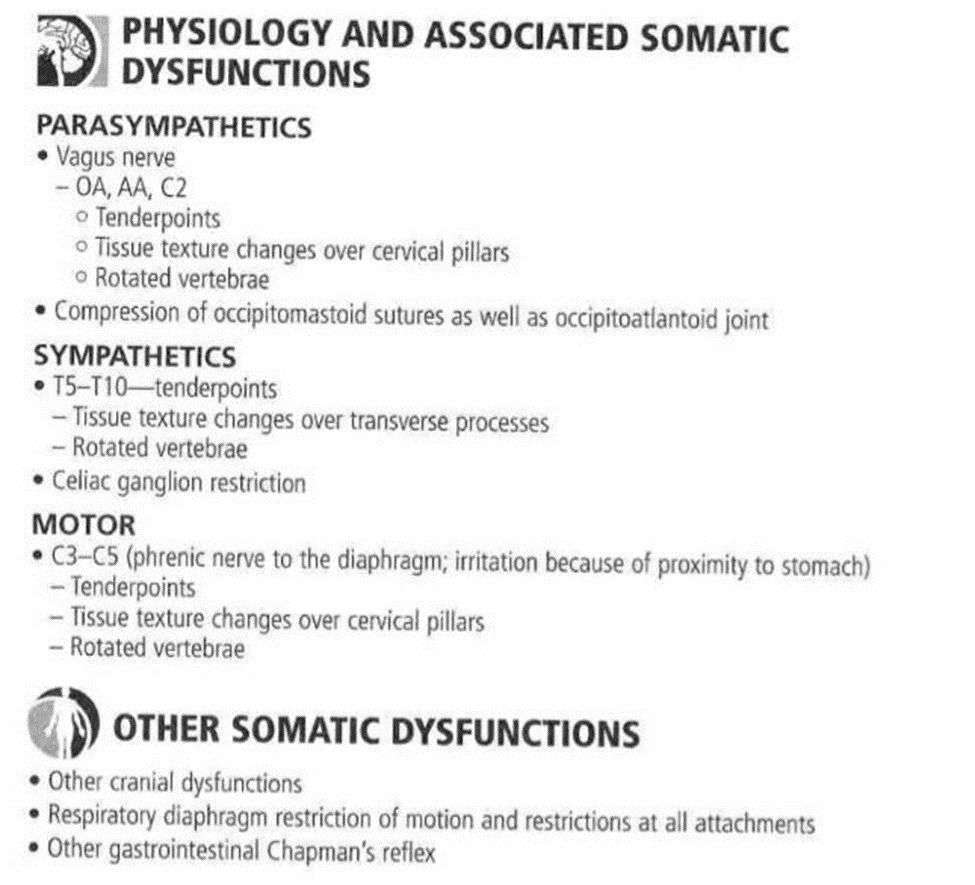 PHYSIOLOGY AND ASSOCIATED SOMATIC
DYSFUNCTIONS
PARASYMPATHETICS
• Vagus nerve
– OA, AA, C2
○ Tenderpoints
○ Tissue texture changes over cervical pillars
○ Rotated vertebrae
• Compression of occipitomastoid sutures as well as occipitoatlantoid joint
SYMPATHETICS
• T5–T10—tenderpoints
– Tissue texture changes over transverse processes
– Rotated vertebrae
• Celiac ganglion restriction
MOTOR
• C3–C5 (phrenic nerve to the diaphragm; irritation because of proximity to stomach)
– Tenderpoints
– Tissue texture changes over cervical pillars
– Rotated vertebrae
OTHER SOMATIC DYSFUNCTIONS
• Other cranial dysfunctions
• Respiratory diaphragm restriction of motion and restrictions at all attachments
• Other gastrointestinal Chapman's reflex